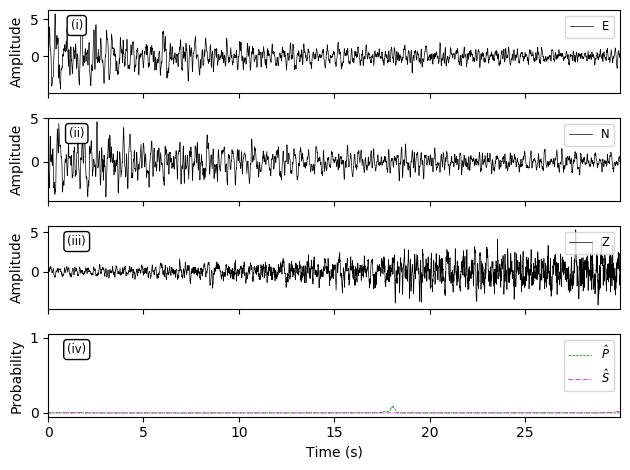 5
0
Amplitude
(i)
E
5
0
Amplitude
(ii)
N
5
0
Amplitude
(iii)
Z
1
0
Probability
(iv)
P̂
Ŝ
0 5 10 15 20 25
Time (s)